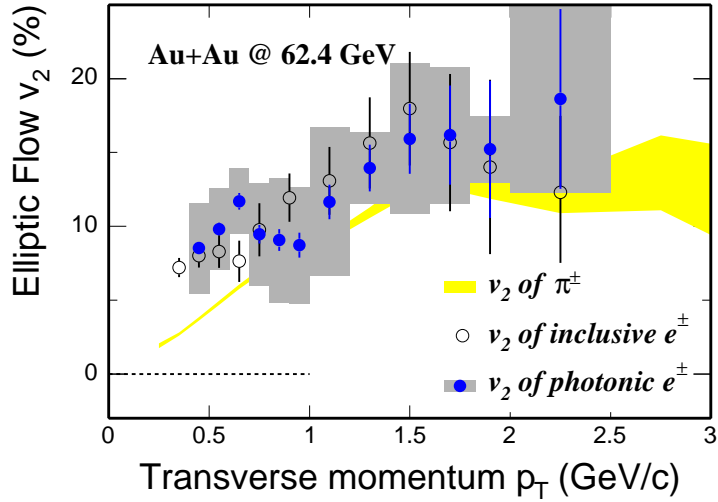 Elliptic Flow v₂ (%)
20
10
0
Au+Au @ 62.4 GeV
v₂ of π±
v₂ of inclusive e±
v₂ of photonic e±
0 0.5 1 1.5 2 2.5 3
Transverse momentum p_T (GeV/c)